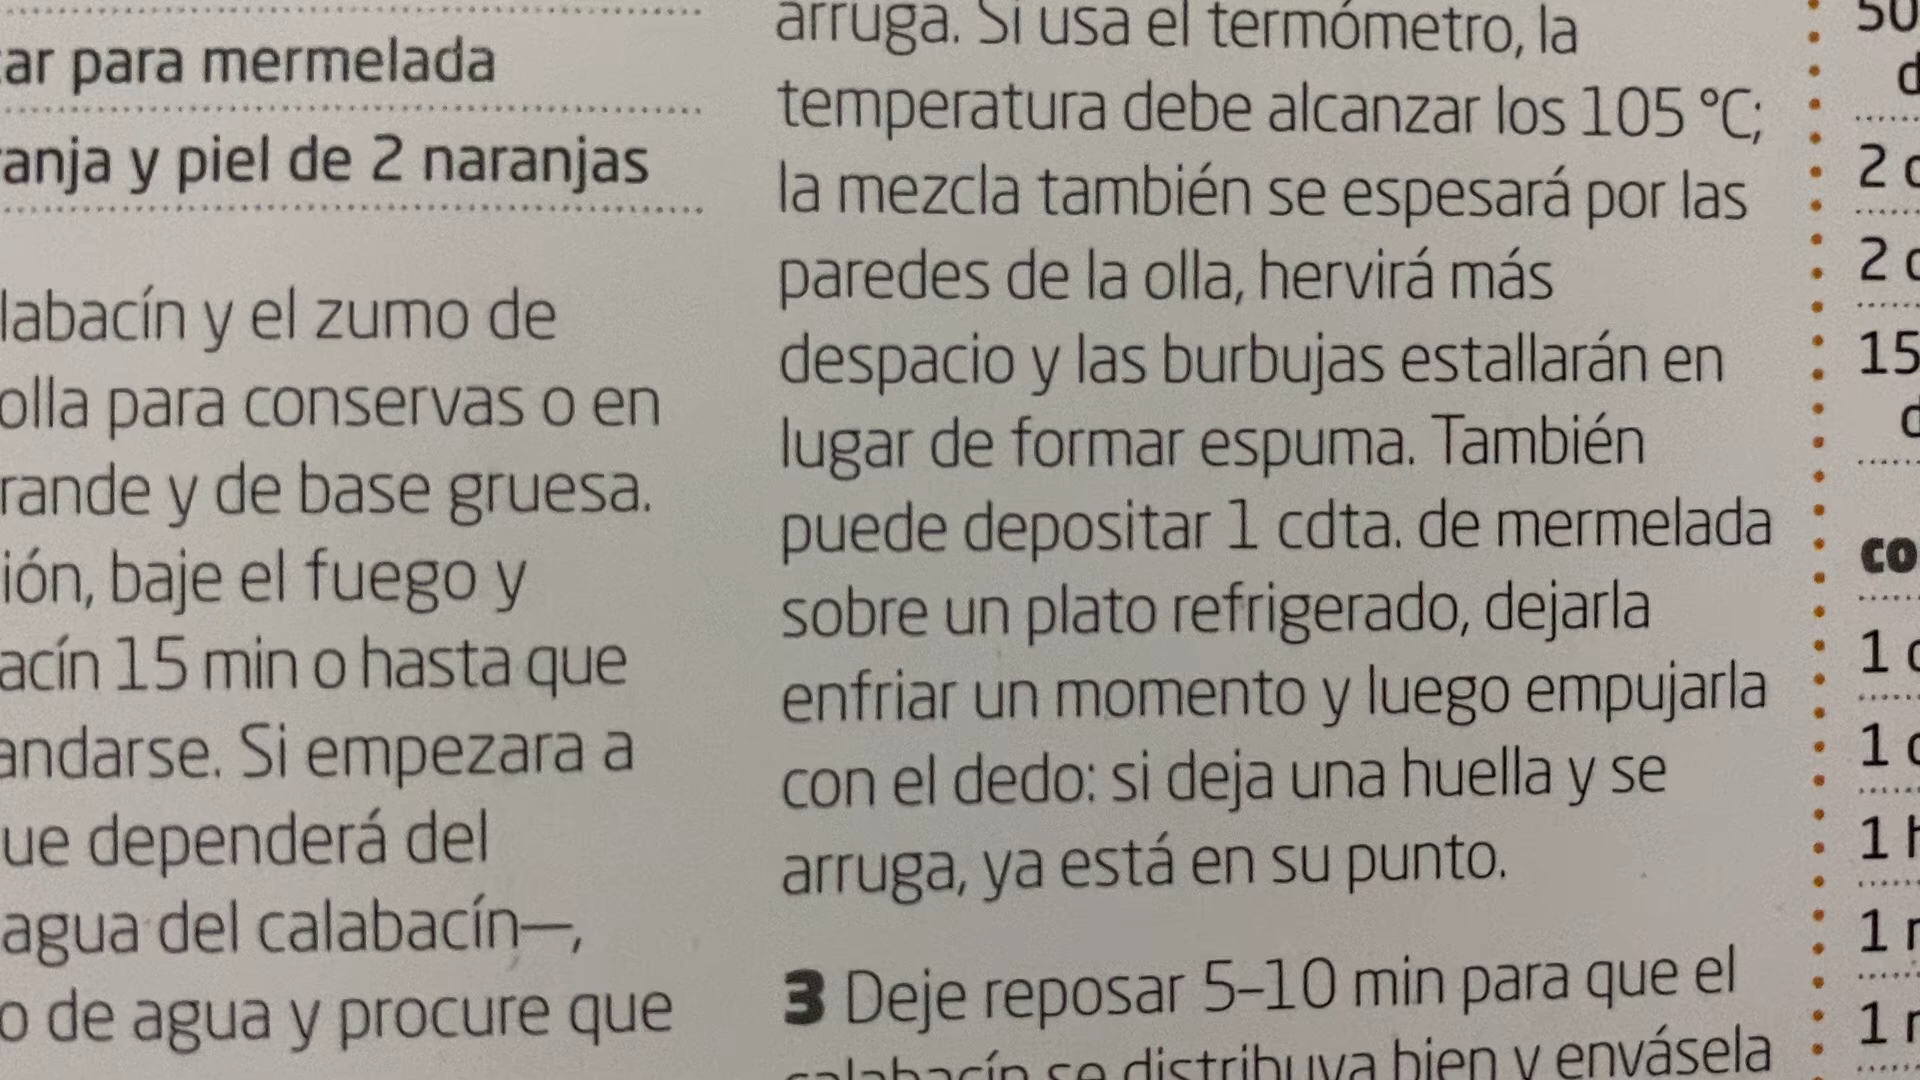 ar para mermelada
anja y piel de 2 naranjas
labacín y el zumo de
olla para conservas o en
rande y de base gruesa.
ión, baje el fuego y
acín 15 min o hasta que
andarse. Si empezara a
ue dependerá del
agua del calabacín—,
o de agua y procure que
arruga. Si usa el termómetro, la
temperatura debe alcanzar los 105 °C;
la mezcla también se espesará por las
paredes de la olla, hervirá más
despacio y las burbujas estallarán en
lugar de formar espuma. También
puede depositar 1 cdta. de mermelada
sobre un plato refrigerado, dejarla
enfriar un momento y luego empujarla
con el dedo: si deja una huella y se
arruga, ya está en su punto.
3 Deje reposar 5–10 min para que el
calabacín se distribuya bien y envásela
50
d
2
2
15
d
co
1
1
1
1
1